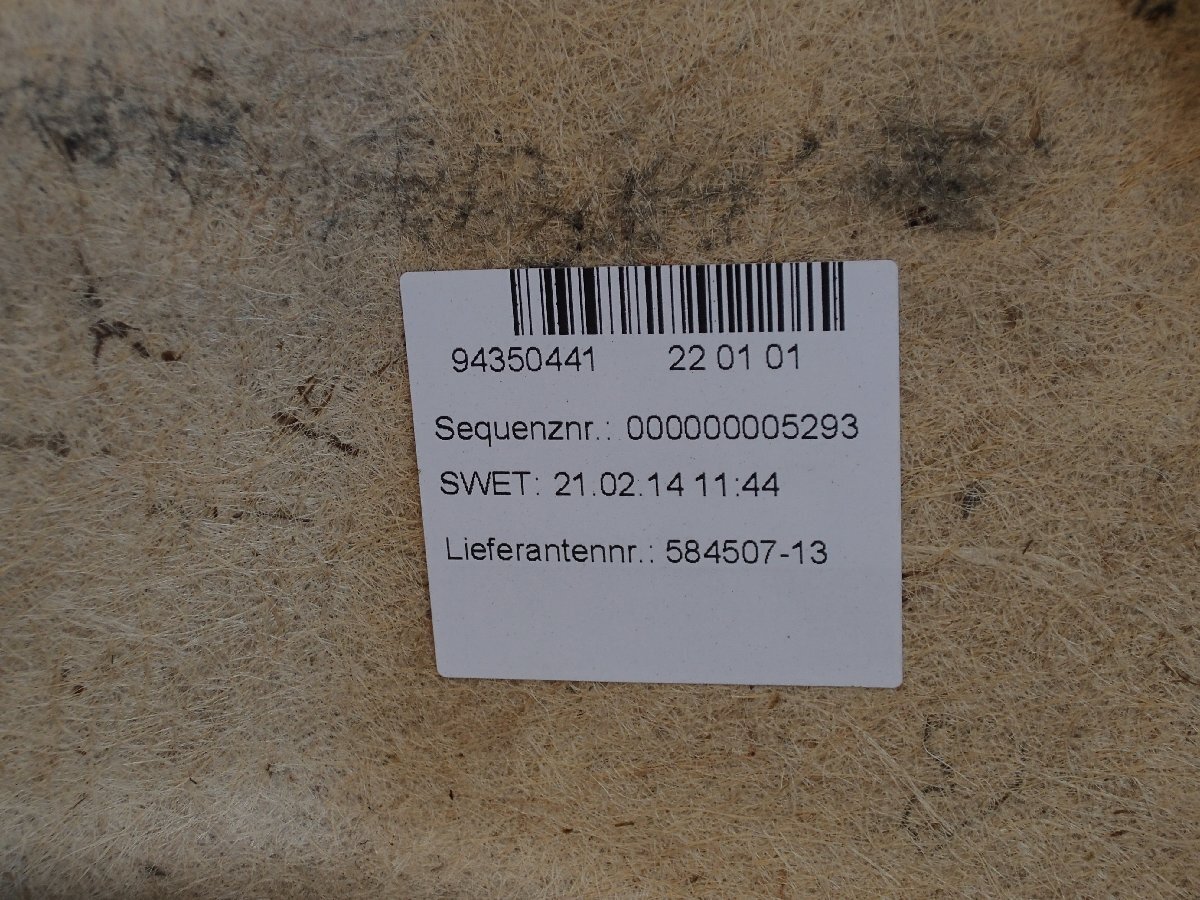 94350441 22 01 01
Sequenznr.: 000000005293
SWET: 21.02.14 11:44
Lieferantennr.: 584507-13